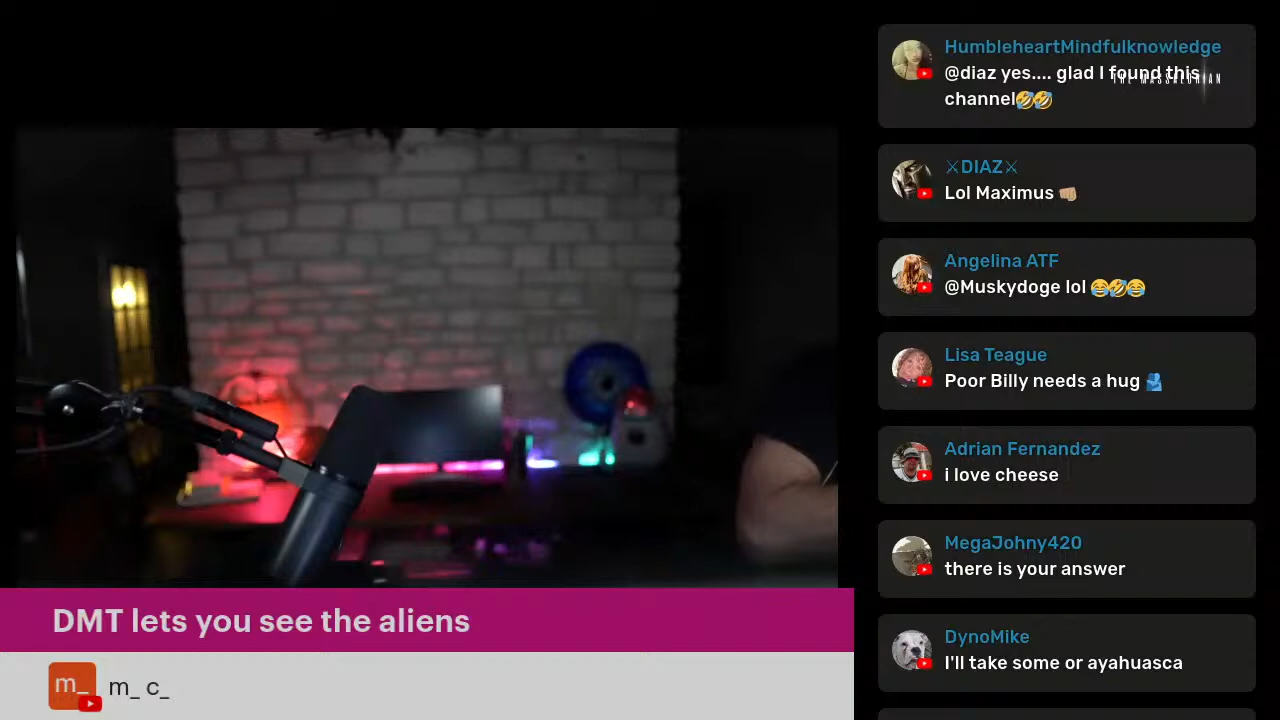 HumbleheartMindfulknowledge
@diaz yes.... glad I found this
channel🤣🤣
THE WASSALORIAN
⚔DIAZ⚔
Lol Maximus 👊🏼
Angelina ATF
@Muskydoge lol 😂🤣😂
Lisa Teague
Poor Billy needs a hug 🫂
Adrian Fernandez
i love cheese
MegaJohny420
there is your answer
DynoMike
I'll take some or ayahuasca
DMT lets you see the aliens
m_
m_ c_